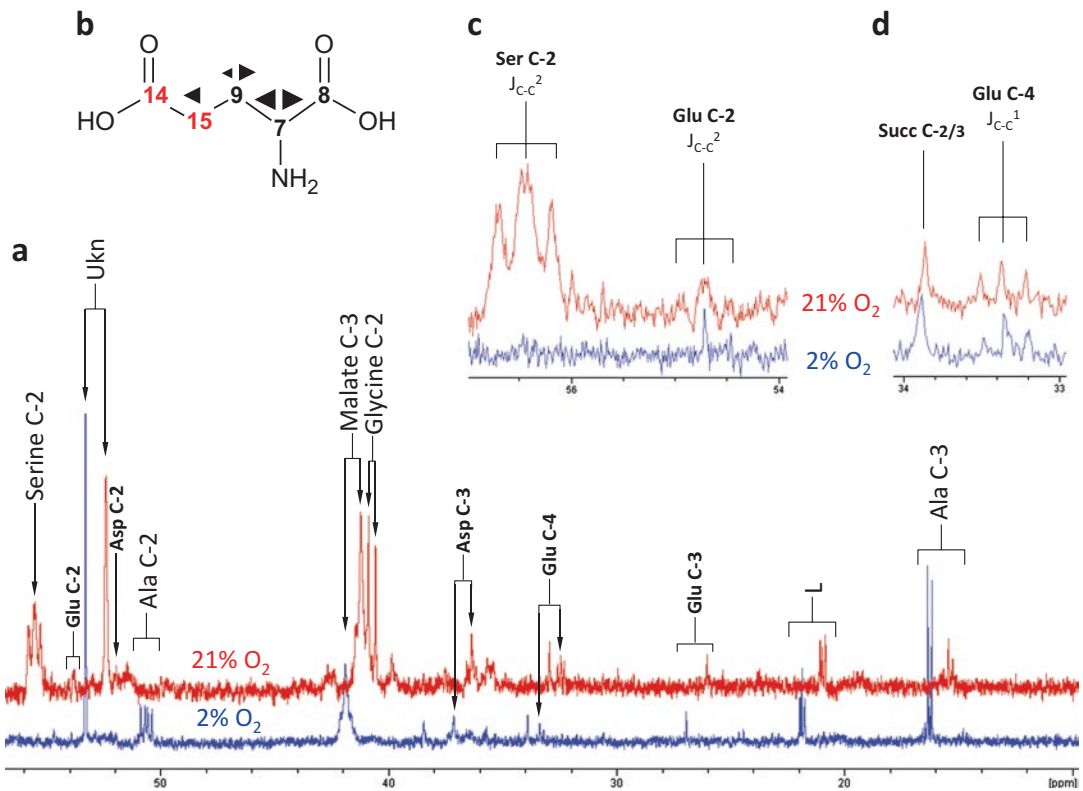 b
O
O
14
9
8
HO
15
7
OH
NH₂
c
Ser C-2
J_C-C²
Glu C-2
J_C-C²
21% O₂
2% O₂
56
54
d
Succ C-2/3
Glu C-4
J_C-C¹
34
33
a
Serine C-2
Glu C-2
Ukn
Asp C-2
Ala C-2
Malate C-3
Glycine C-2
Asp C-3
Glu C-4
Glu C-3
L
Ala C-3
21% O₂
2% O₂
50
40
30
20
[ppm]